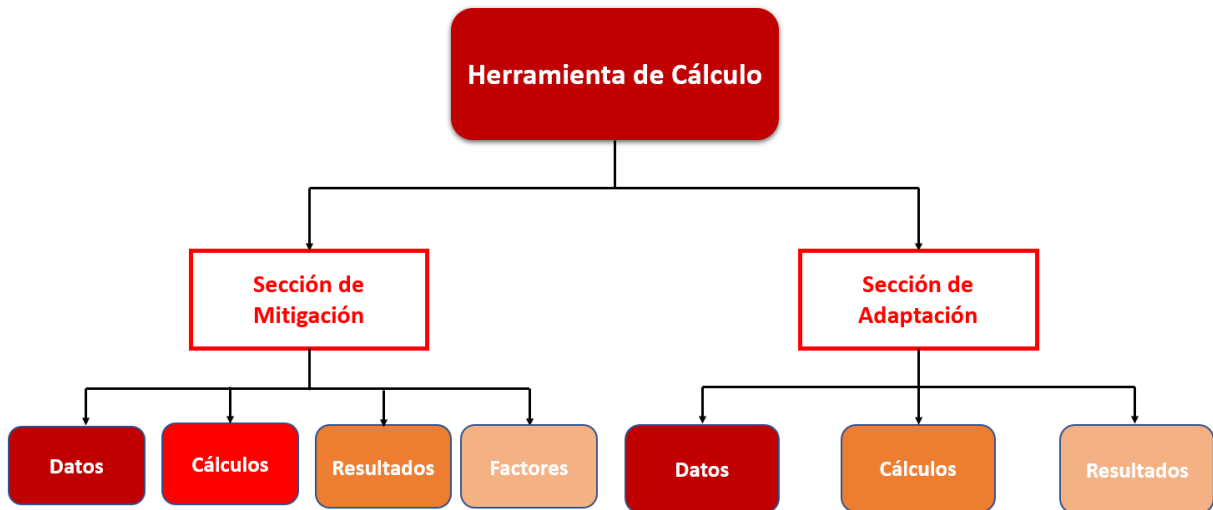 Herramienta de Cálculo
Sección de
Mitigación
Sección de
Adaptación
Datos
Cálculos
Resultados
Factores
Datos
Cálculos
Resultados